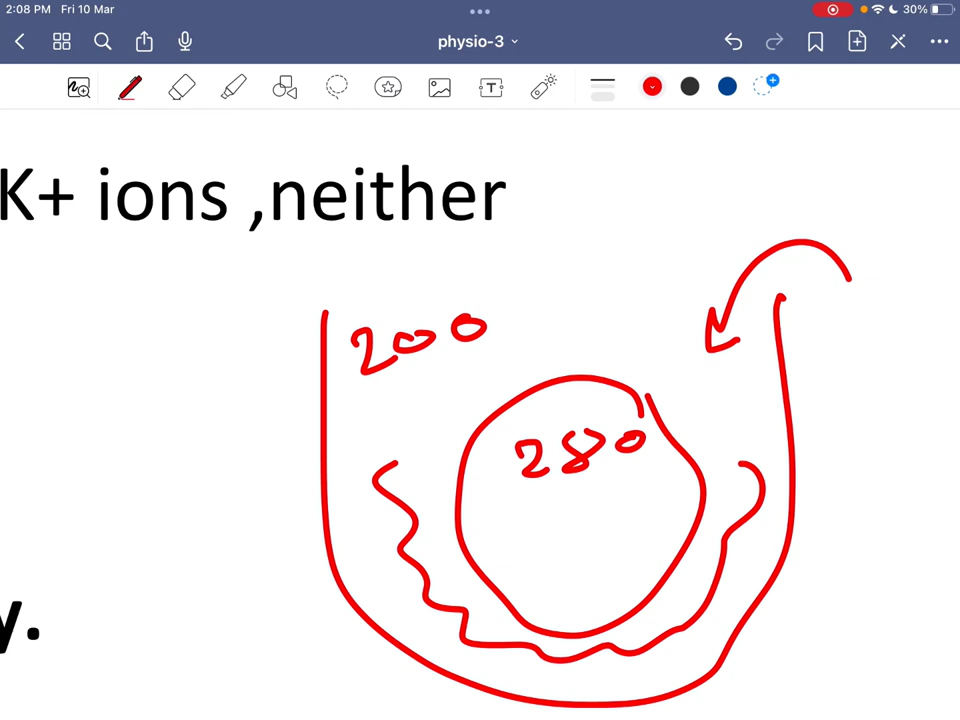 2:08 PM Fri 10 Mar
30%
physio-3
T
K+ ions ,neither
200
280
y.